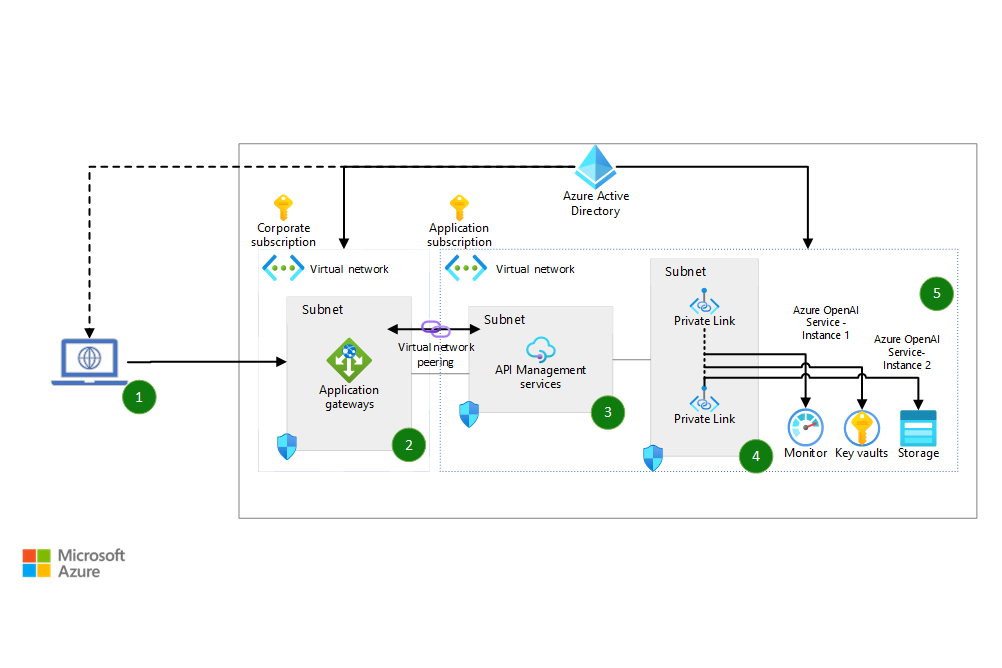 Azure Active
Directory
Corporate
subscription
Application
subscription
Virtual network
Virtual network
Subnet
Subnet
Subnet
5
Private Link
Azure OpenAI
Service -
Instance 1
Azure OpenAI
Service-
Instance 2
Virtual network
peering
API Management
services
Application
gateways
1
2
3
Private Link
4
Monitor
Key vaults
Storage
Microsoft
Azure